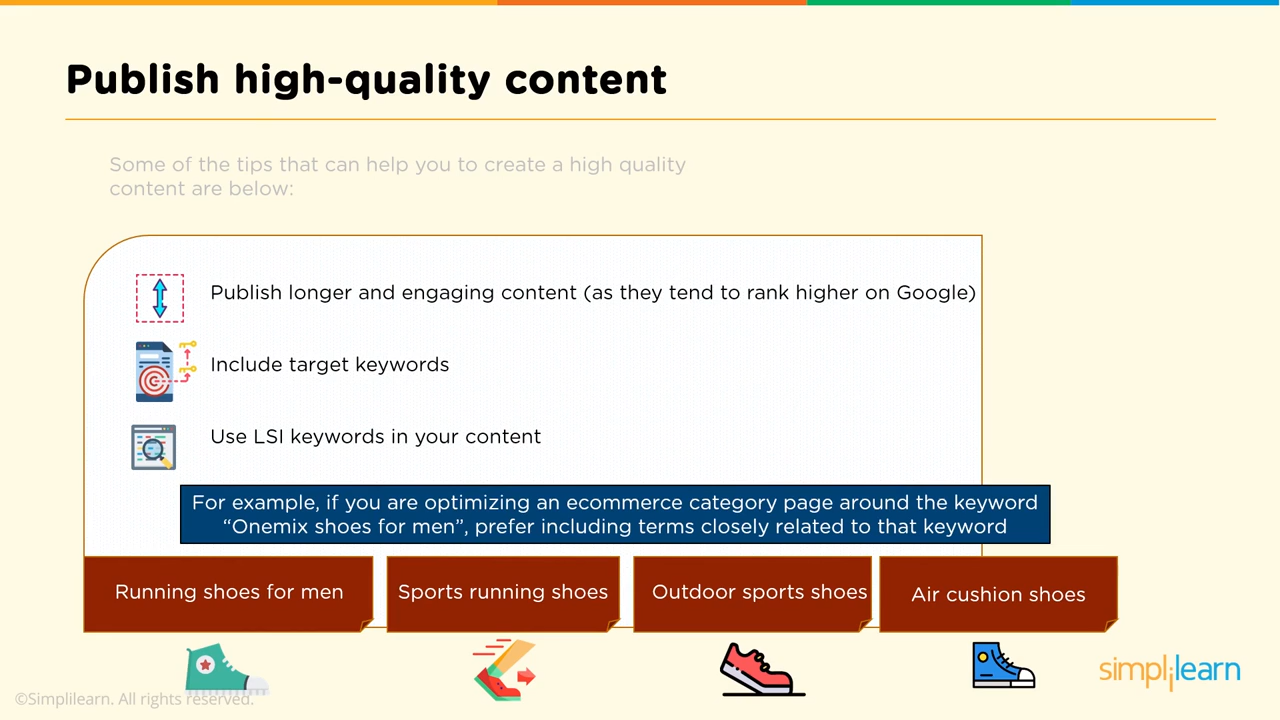 Publish high-quality content
Some of the tips that can help you to create a high quality
content are below:
Publish longer and engaging content (as they tend to rank higher on Google)
Include target keywords
Use LSI keywords in your content
For example, if you are optimizing an ecommerce category page around the keyword
“Onemix shoes for men”, prefer including terms closely related to that keyword
Running shoes for men
Sports running shoes
Outdoor sports shoes
Air cushion shoes
simplilearn
©Simplilearn. All rights reserved.